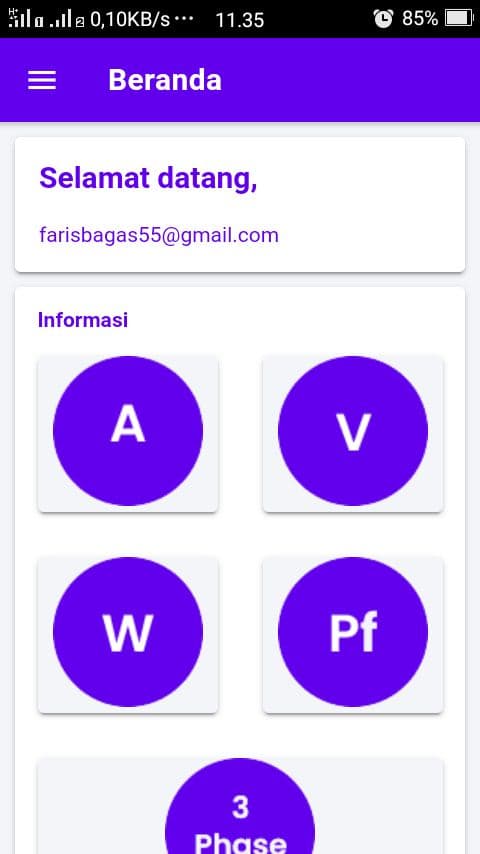 0,10KB/s... 11.35 85%
Beranda
Selamat datang,
farisbagas55@gmail.com
Informasi
A V
W Pf
3
Phase